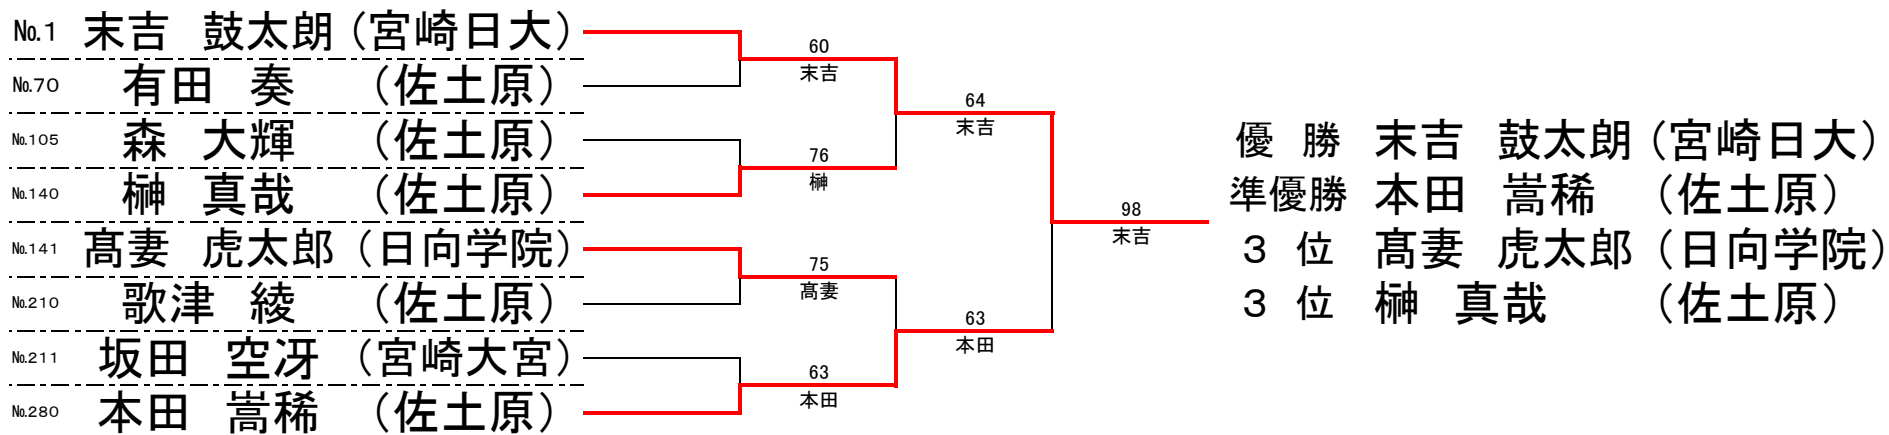 №.1 末吉 鼓太朗（宮崎日大）
№.70 有田 奏 （佐土原）
№.105 森 大輝 （佐土原）
№.140 榊 真哉 （佐土原）
№.141 髙妻 虎太郎（日向学院）
№.210 歌津 綾 （佐土原）
№.211 坂田 空冴（宮崎大宮）
№.280 本田 嵩稀 （佐土原）
60
末吉
76
榊
75
髙妻
63
本田
64
末吉
63
本田
98
末吉
優 勝 末吉 鼓太朗（宮崎日大）
準優勝 本田 嵩稀 （佐土原）
３ 位 髙妻 虎太郎（日向学院）
３ 位 榊 真哉 （佐土原）